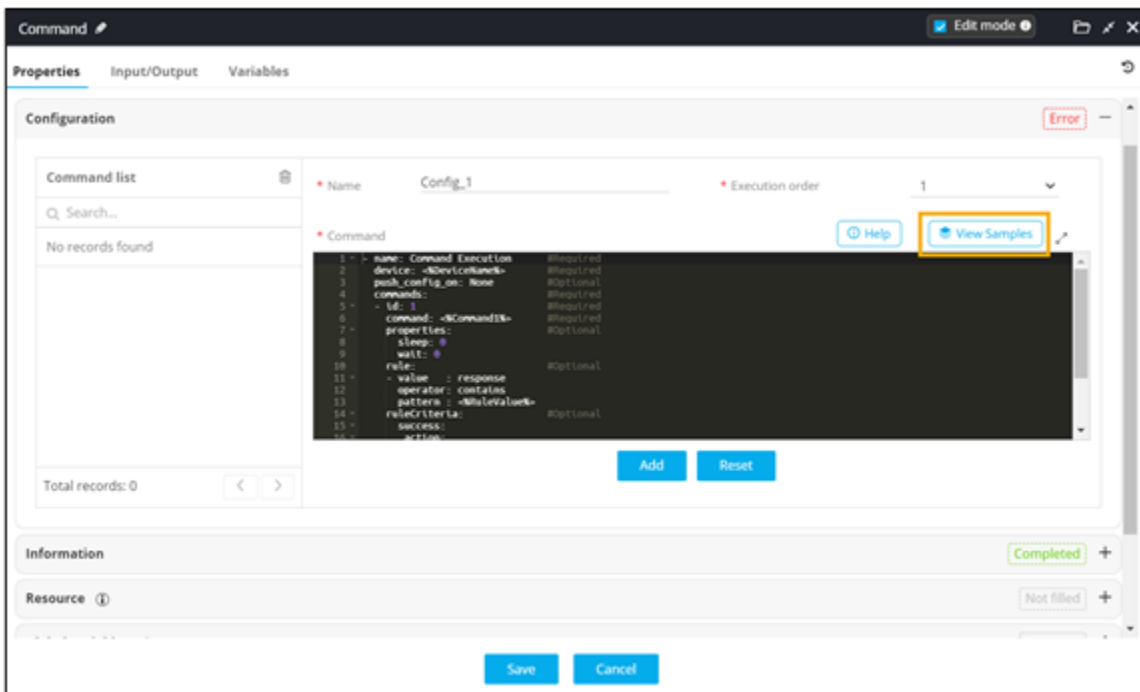 Command
Edit mode
Properties Input/Output Variables
Configuration
Error
Command list
* Name Config_1
* Execution order 1
Search...
No records found
* Command
Help
View Samples
1 - name: Command Execution #Required
2 device: <%DeviceName%> #Required
3 push_config_on: None #Optional
4 commands: #Required
5 - id: 1 #Required
6 command: <%Command1%> #Required
7 properties: #Optional
8 sleep: 0
9 wait: 0
10 rule: #Optional
11 - value : response
12 operator: contains
13 pattern : <%RuleValue%>
14 ruleCriteria: #Optional
15 success:
16 action:
Add Reset
Total records: 0
Information
Completed
Resource
Not filled
Save Cancel